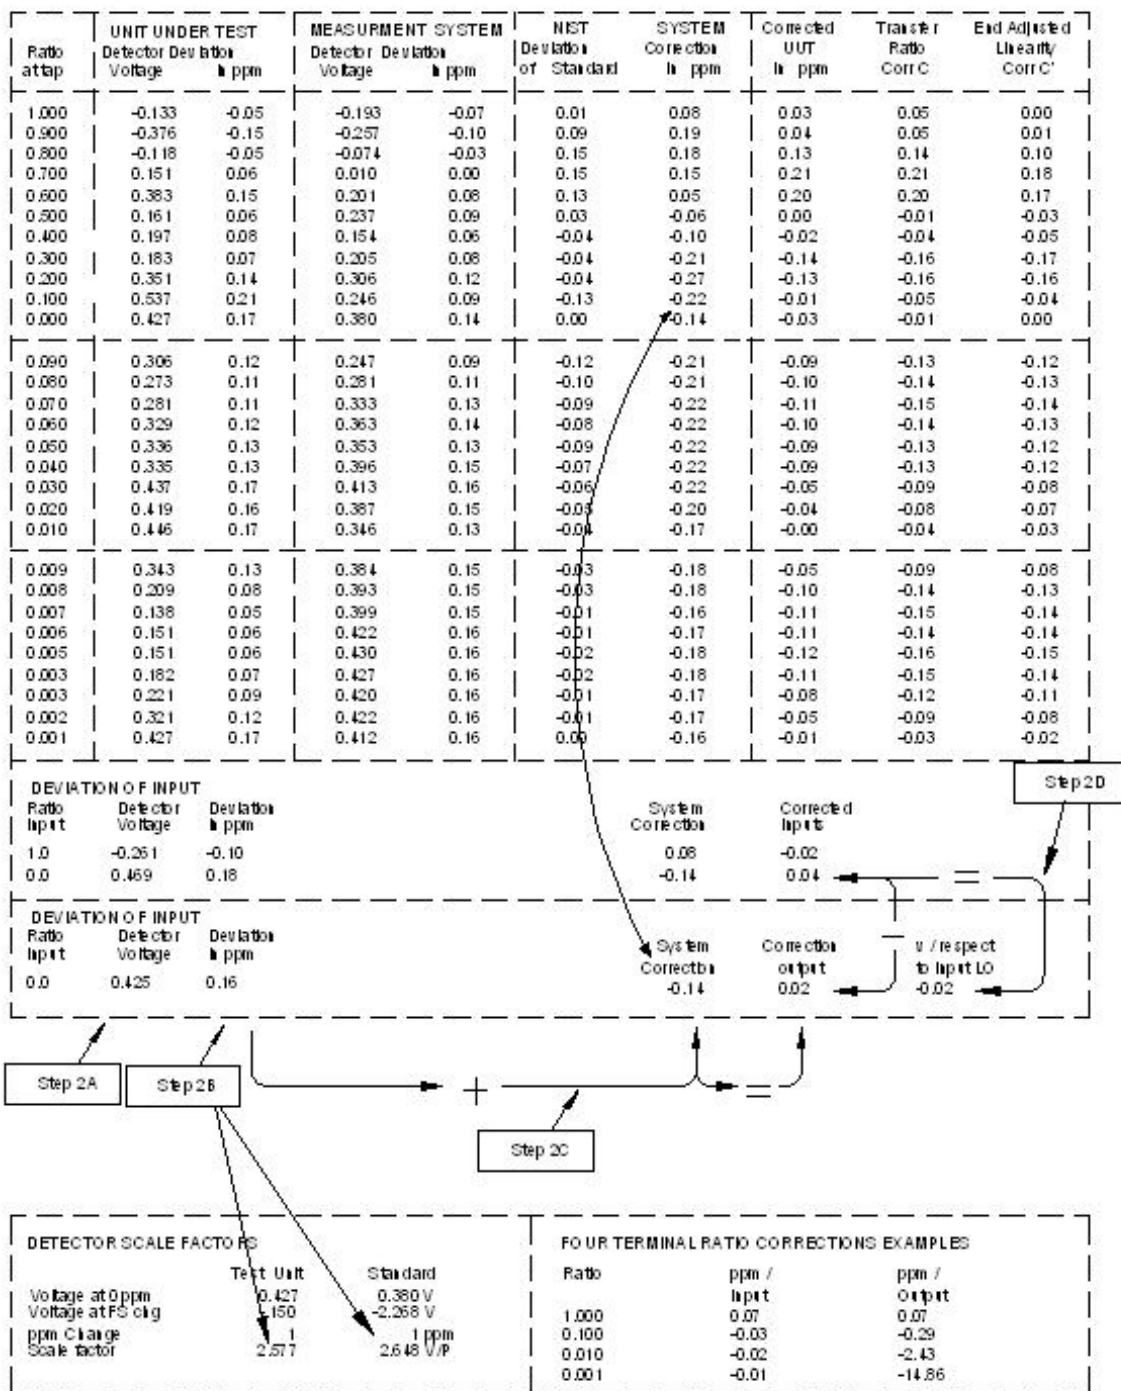 UNIT UNDER TEST MEASURMENT SYSTEM NIST SYSTEM Corrected Transfer End Adjusted
Ratio Detector Deviation Detector Deviation Deviation Correction UUT Ratio Linearity
at tap Voltage In ppm Voltage In ppm of Standard In ppm In ppm Corr C Corr C'
1.000 -0.133 -0.05 -0.193 -0.07 0.01 0.08 0.03 0.05 0.00
0.900 -0.376 -0.15 -0.257 -0.10 0.09 0.19 0.04 0.05 0.01
0.800 -0.118 -0.05 -0.074 -0.03 0.15 0.18 0.13 0.14 0.10
0.700 0.151 0.06 0.010 0.00 0.15 0.15 0.21 0.21 0.18
0.600 0.383 0.15 0.201 0.08 0.13 0.05 0.20 0.20 0.17
0.500 0.161 0.06 0.237 0.09 0.03 -0.06 0.00 -0.01 -0.03
0.400 0.197 0.08 0.154 0.06 -0.04 -0.10 -0.02 -0.04 -0.05
0.300 0.183 0.07 0.205 0.08 -0.04 -0.21 -0.14 -0.16 -0.17
0.200 0.351 0.14 0.306 0.12 -0.04 -0.27 -0.13 -0.16 -0.16
0.100 0.537 0.21 0.246 0.09 -0.13 -0.22 -0.01 -0.05 -0.04
0.000 0.427 0.17 0.380 0.14 0.00 -0.14 -0.03 -0.01 0.00
0.090 0.306 0.12 0.247 0.09 -0.12 -0.21 -0.09 -0.13 -0.12
0.080 0.273 0.11 0.281 0.11 -0.10 -0.21 -0.10 -0.14 -0.13
0.070 0.281 0.11 0.333 0.13 -0.09 -0.22 -0.11 -0.15 -0.14
0.060 0.329 0.12 0.363 0.14 -0.08 -0.22 -0.10 -0.14 -0.13
0.050 0.336 0.13 0.353 0.13 -0.09 -0.22 -0.09 -0.13 -0.12
0.040 0.335 0.13 0.396 0.15 -0.07 -0.22 -0.09 -0.13 -0.12
0.030 0.437 0.17 0.413 0.16 -0.06 -0.22 -0.05 -0.09 -0.08
0.020 0.419 0.16 0.387 0.15 -0.05 -0.20 -0.04 -0.08 -0.07
0.010 0.446 0.17 0.346 0.13 -0.04 -0.17 -0.00 -0.04 -0.03
0.009 0.343 0.13 0.384 0.15 -0.03 -0.18 -0.05 -0.09 -0.08
0.008 0.209 0.08 0.393 0.15 -0.03 -0.18 -0.10 -0.14 -0.13
0.007 0.138 0.05 0.399 0.15 -0.01 -0.16 -0.11 -0.15 -0.14
0.006 0.151 0.06 0.422 0.16 -0.01 -0.17 -0.11 -0.14 -0.14
0.005 0.151 0.06 0.430 0.16 -0.02 -0.18 -0.12 -0.16 -0.15
0.003 0.182 0.07 0.427 0.16 -0.02 -0.18 -0.11 -0.15 -0.14
0.003 0.221 0.09 0.420 0.16 -0.01 -0.17 -0.08 -0.12 -0.11
0.002 0.321 0.12 0.422 0.16 -0.01 -0.17 -0.05 -0.09 -0.08
0.001 0.427 0.17 0.412 0.16 0.00 -0.16 -0.01 -0.03 -0.02
Step 2D
DEVIATION OF INPUT
Ratio Detector Deviation System Corrected
Input Voltage In ppm Correction Inputs
1.0 -0.261 -0.10 0.08 -0.02
0.0 0.469 0.18 -0.14 0.04 =
DEVIATION OF INPUT
Ratio Detector Deviation System Correction w / respect
Input Voltage In ppm Correction output to Input LO
0.0 0.425 0.16 -0.14 0.02 -0.02
Step 2A Step 2B + =
Step 2C
DETECTOR SCALE FACTORS
Test Unit Standard
Voltage at 0 ppm 0.427 0.380 V
Voltage at FS chg -.150 -2.268 V
ppm Change 1 1 ppm
Scale factor 2.577 2.648 V/P
FOUR TERMINAL RATIO CORRECTIONS EXAMPLES
Ratio ppm / ppm /
Input Output
1.000 0.07 0.07
0.100 -0.03 -0.29
0.010 -0.02 -2.43
0.001 -0.01 -14.86